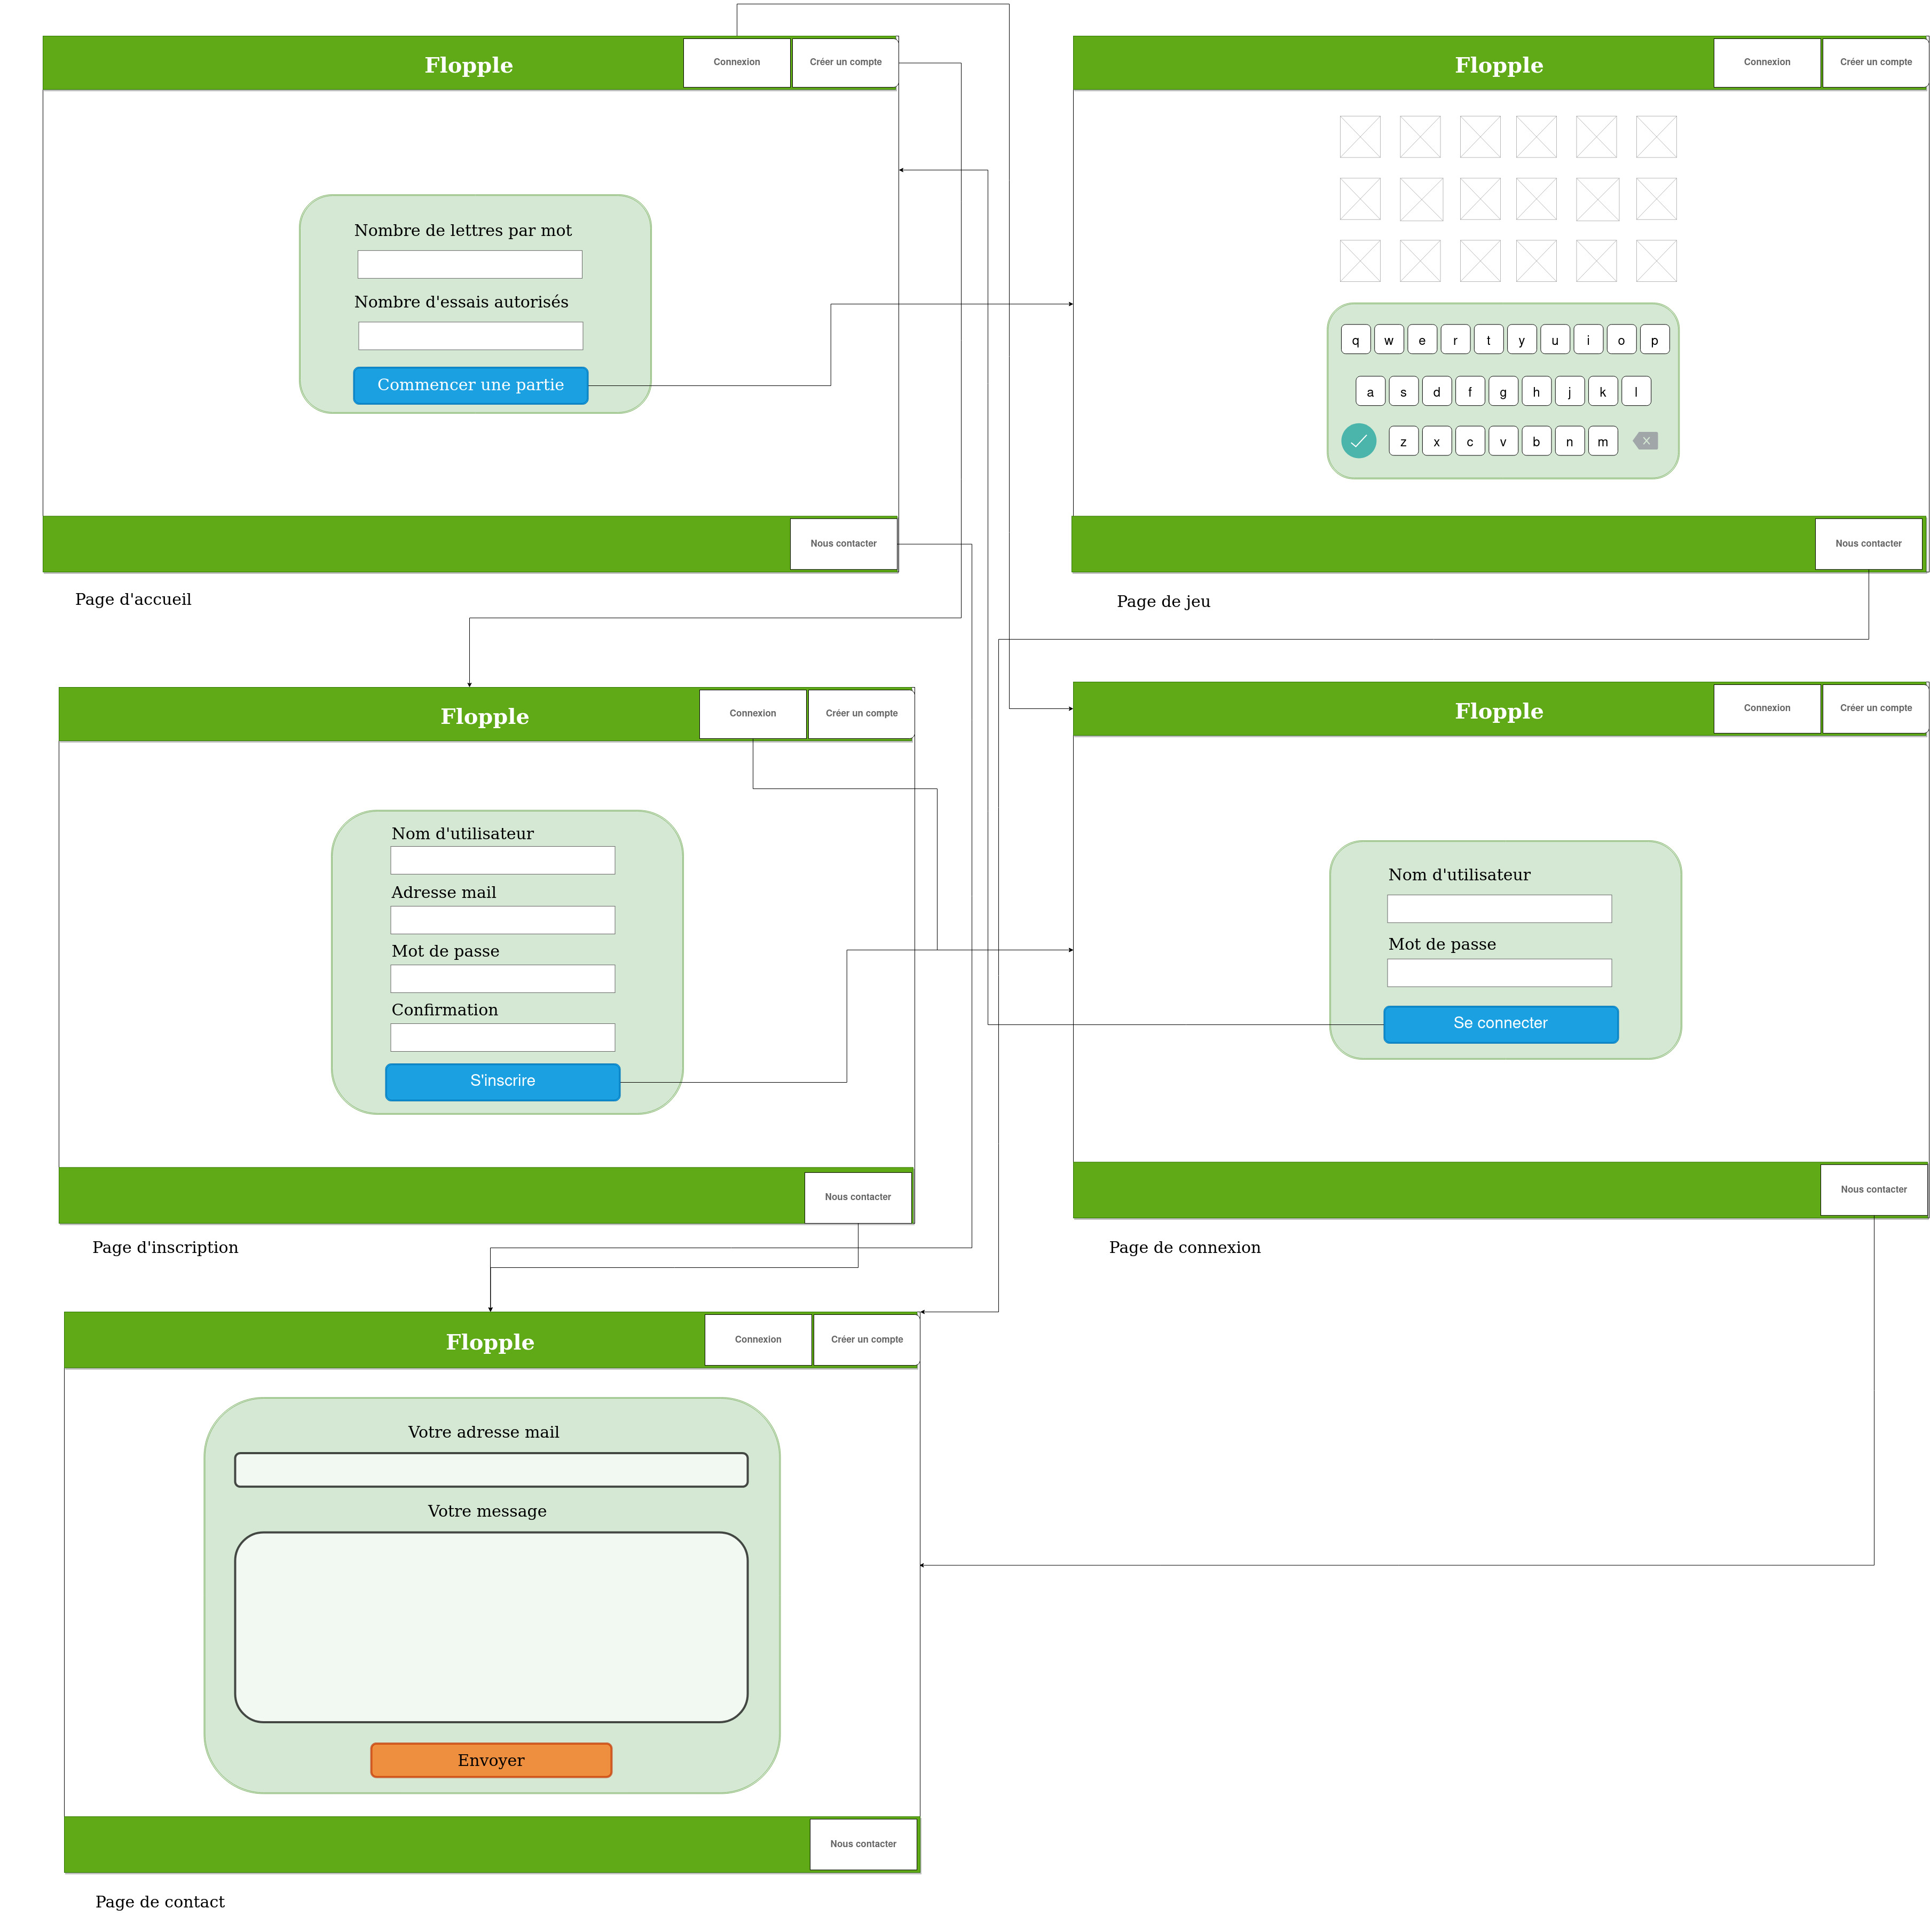 Flopple
Connexion
Créer un compte
Nombre de lettres par mot
Nombre d'essais autorisés
Commencer une partie
Nous contacter
Page d'accueil
Flopple
Connexion
Créer un compte
q w e r t y u i o p
a s d f g h j k l
z x c v b n m X
Nous contacter
Page de jeu
Flopple
Connexion
Créer un compte
Nom d'utilisateur
Adresse mail
Mot de passe
Confirmation
S'inscrire
Nous contacter
Page d'inscription
Flopple
Connexion
Créer un compte
Nom d'utilisateur
Mot de passe
Se connecter
Nous contacter
Page de connexion
Flopple
Connexion
Créer un compte
Votre adresse mail
Votre message
Envoyer
Nous contacter
Page de contact